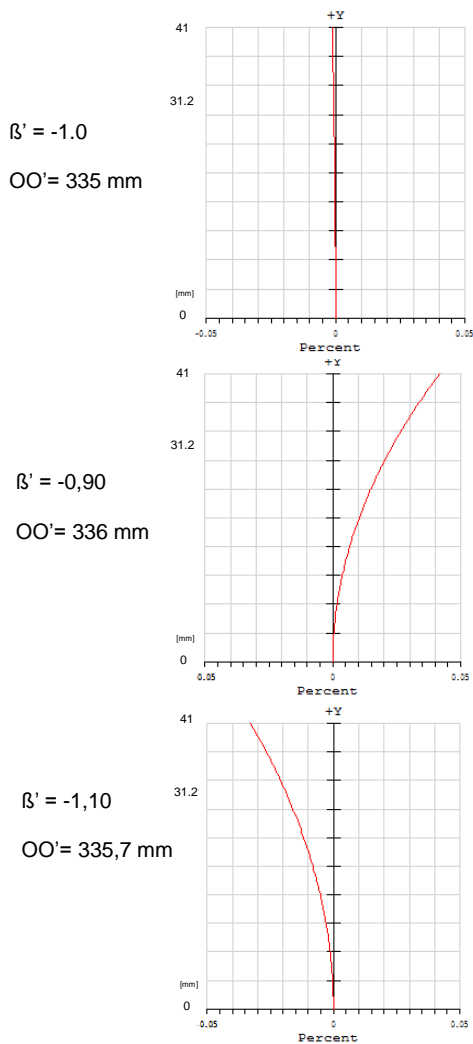 +Y
41
31.2
ß' = -1.0
OO'= 335 mm
[mm]
0
-0.05 0 0.05
Percent
+Y
41
31.2
ß' = -0,90
OO'= 336 mm
[mm]
0
0.05 0 0.05
Percent
+Y
41
31.2
ß' = -1,10
OO'= 335,7 mm
[mm]
0
-0.05 0 0.05
Percent